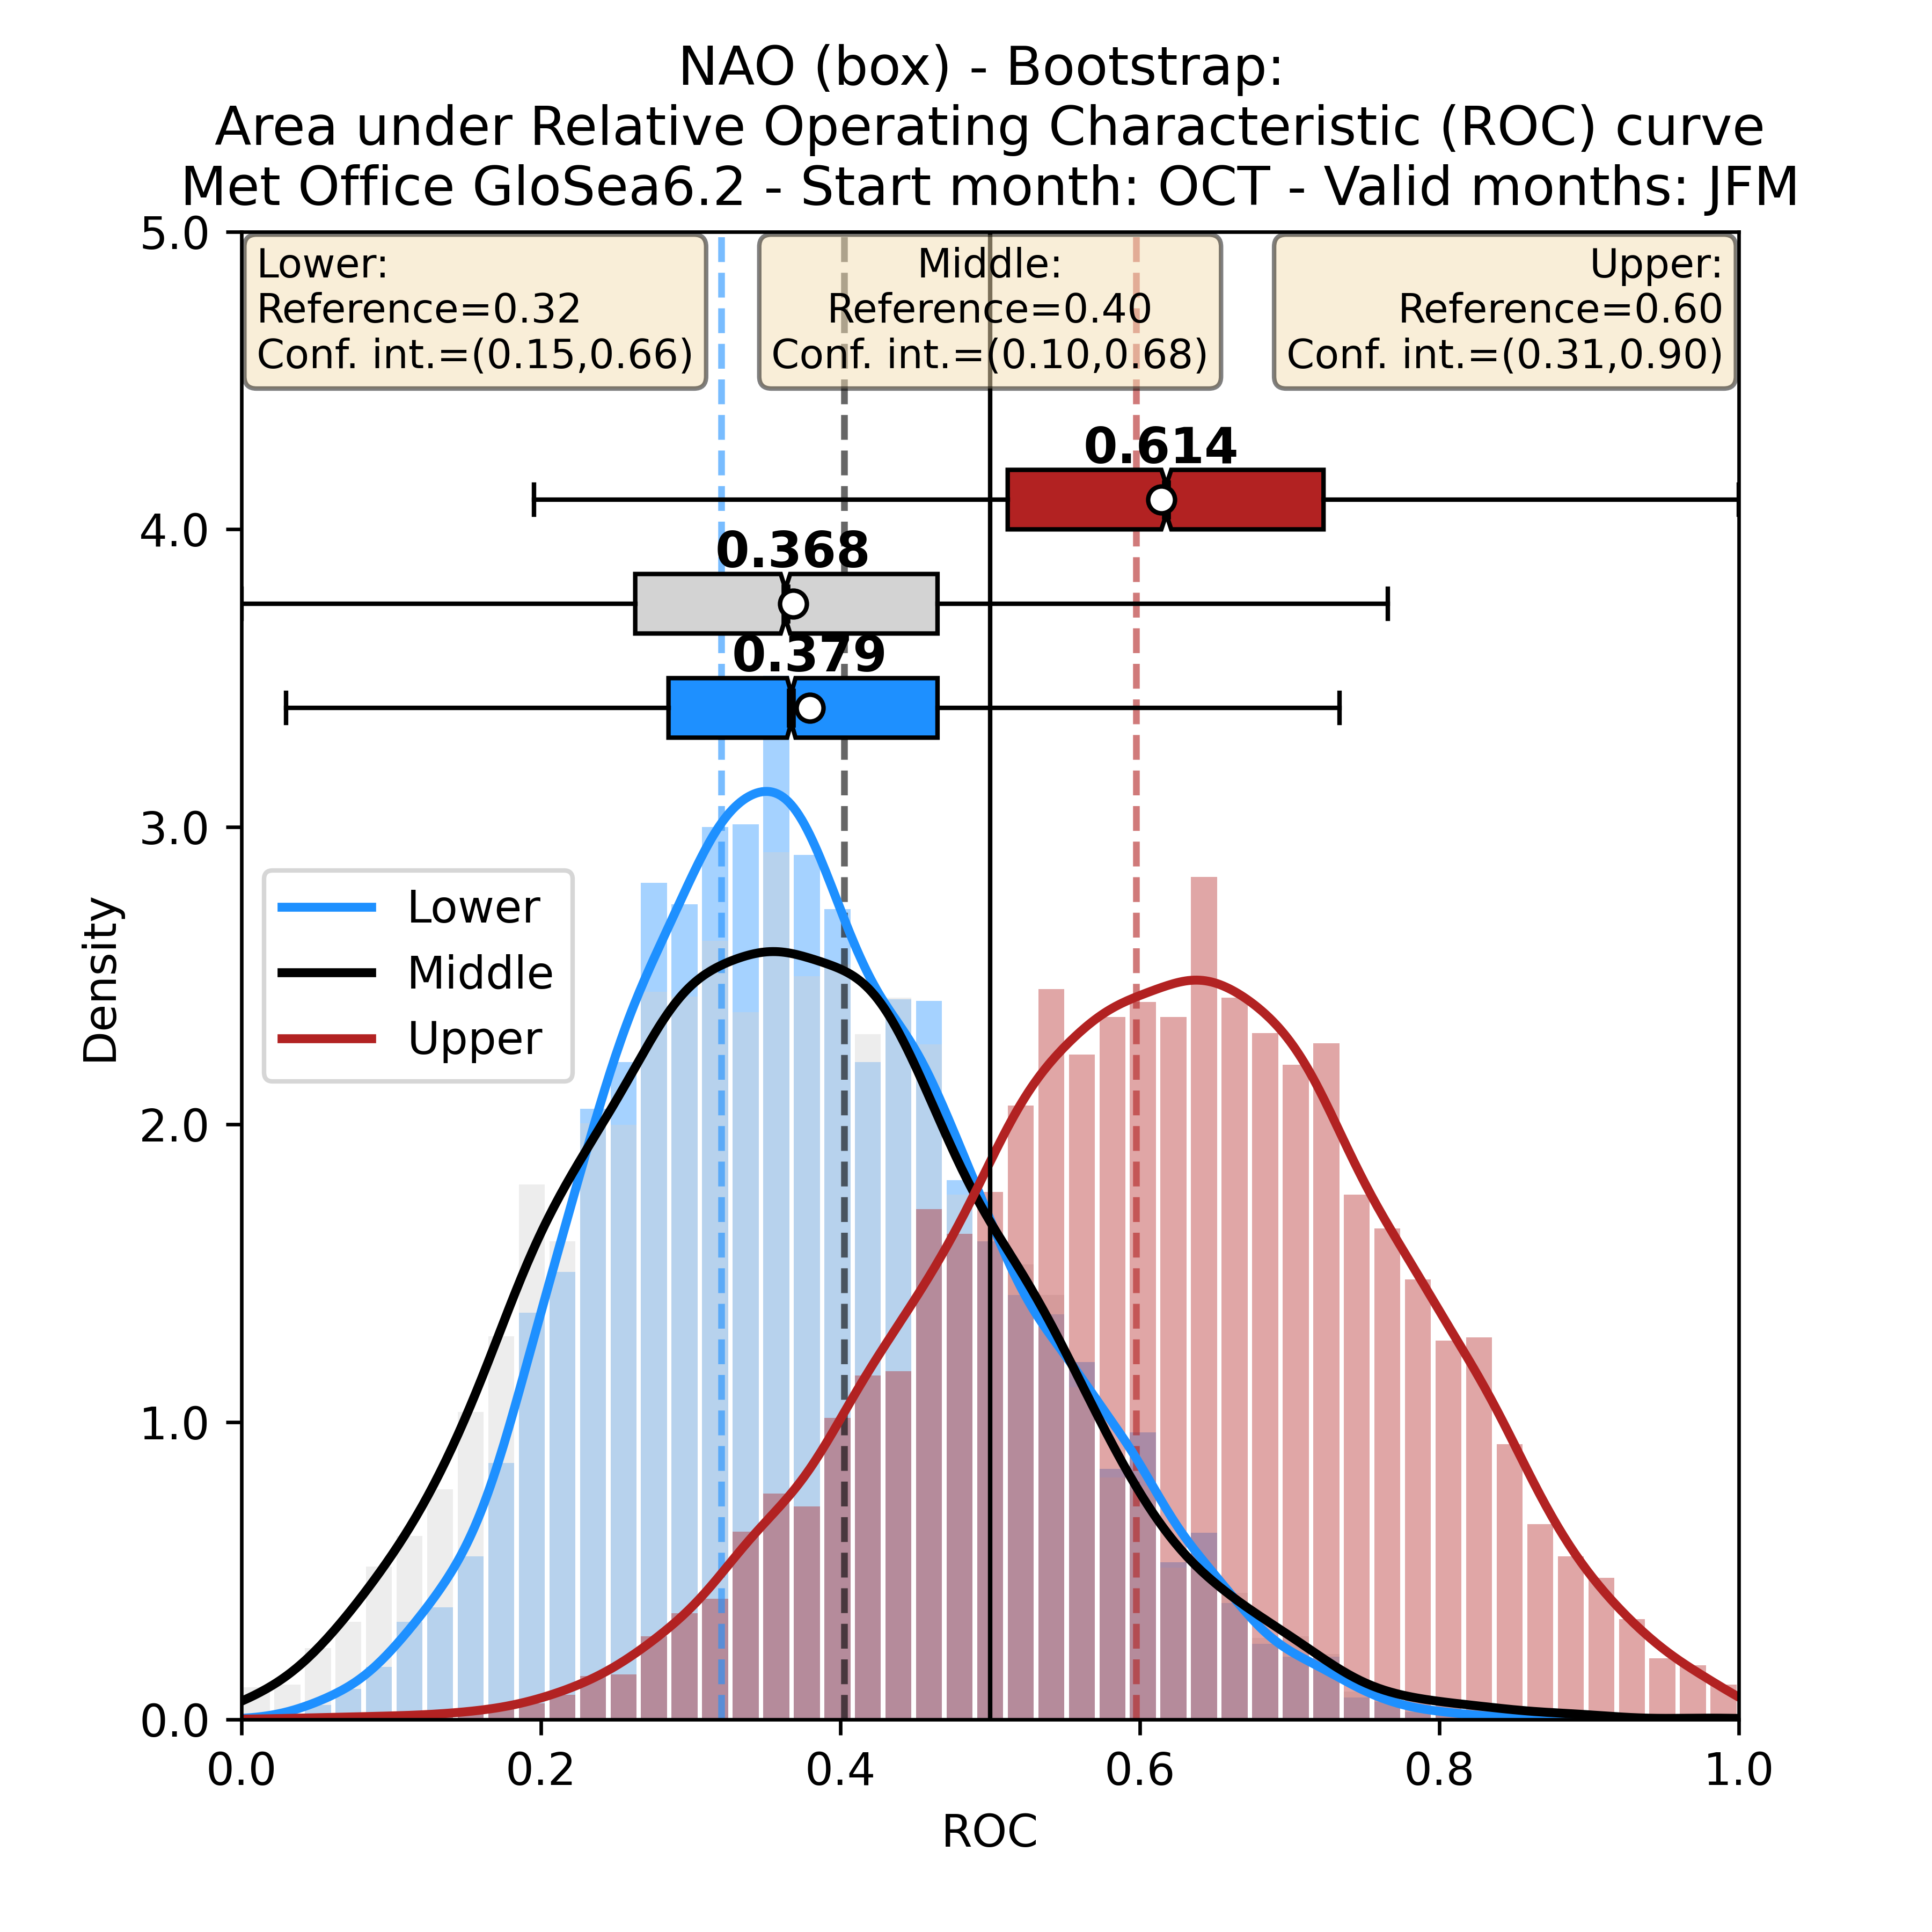 NAO (box) - Bootstrap:
Area under Relative Operating Characteristic (ROC) curve
Met Office GloSea6.2 - Start month: OCT - Valid months: JFM
Lower:
Reference=0.32
Conf. int.=(0.15,0.66)
Middle:
Reference=0.40
Conf. int.=(0.10,0.68)
Upper:
Reference=0.60
Conf. int.=(0.31,0.90)
0.614
0.368
0.379
Lower
Middle
Upper
Density
5.0
4.0
3.0
2.0
1.0
0.0
0.0 0.2 0.4 0.6 0.8 1.0
ROC